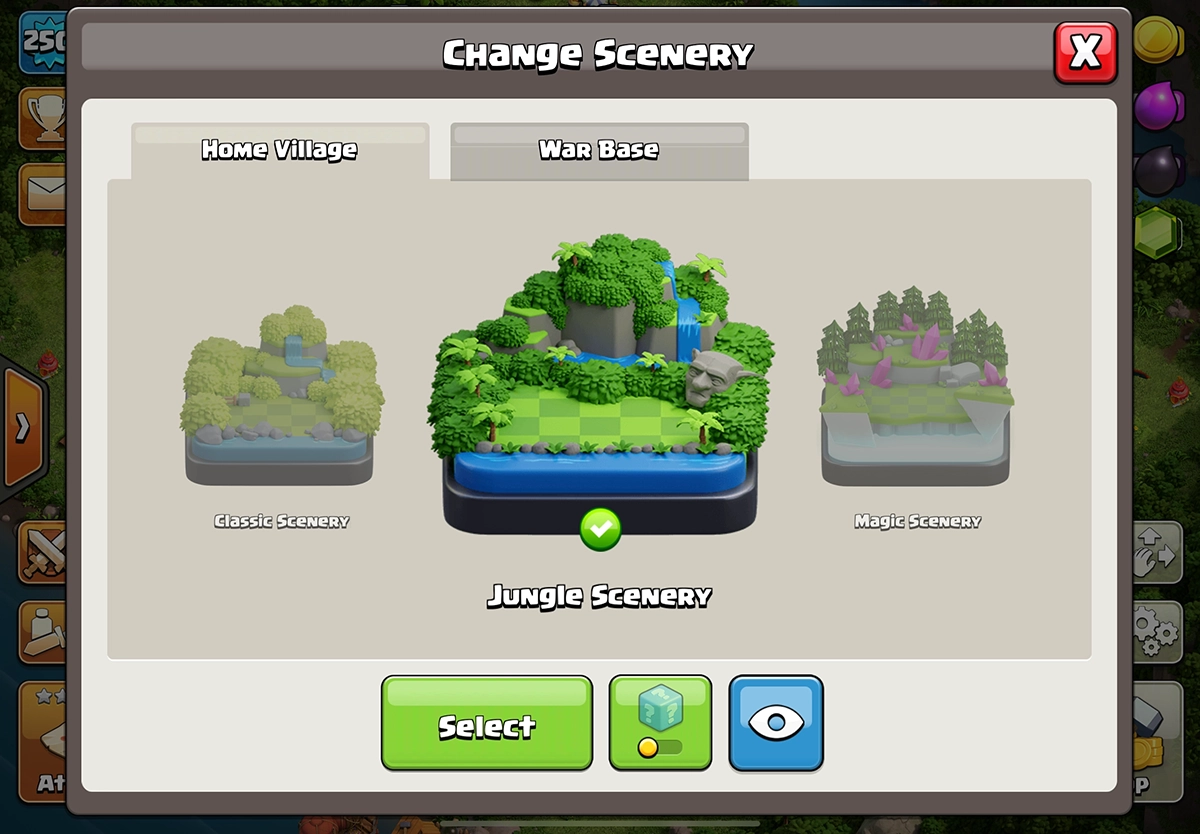 Change Scenery
X
Home Village
War Base
Classic Scenery
Magic Scenery
Jungle Scenery
Select
? ? ?